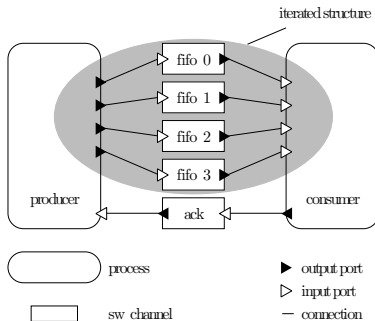 iterated structure
fifo 0
fifo 1
fifo 2
fifo 3
producer
consumer
ack
process
output port
input port
sw channel
connection